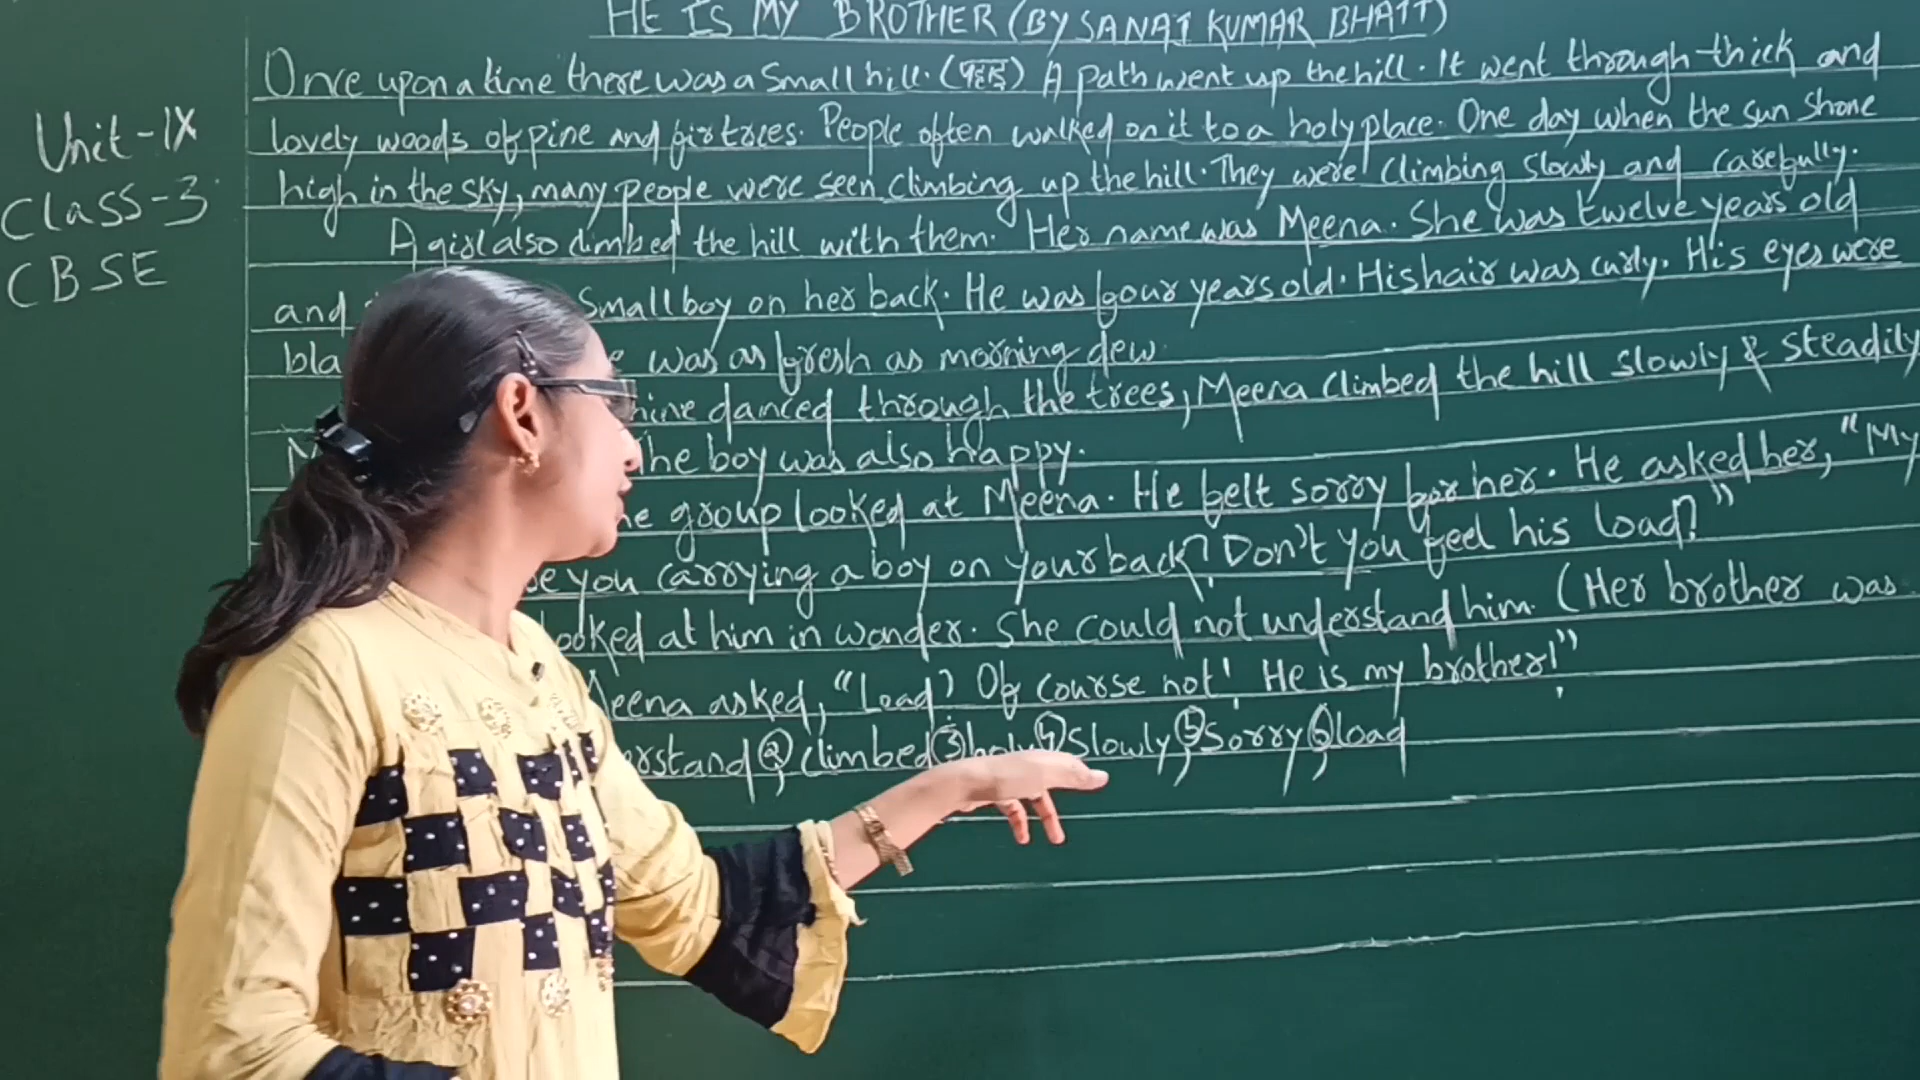 HE IS MY BROTHER (BY SANAT KUMAR BHATT)
Once upon a time there was a small hill. (पहाड़) A path went up the hill. It went through thick and
lovely woods of pine and fir trees. People often walked on it to a holy place. One day when the sun shone
high in the sky, many people were seen climbing up the hill. They were climbing slowly and carefully.
A girl also climbed the hill with them. Her name was Meena. She was twelve years old
and small boy on her back. He was four years old. His hair was curly. His eyes were
bla was as fresh as morning dew.
hine danced through the trees, Meena climbed the hill slowly & steadily
The boy was also happy.
group looked at Meena. He felt sorry for her. He asked her, "My
you carrying a boy on your back? Don't you feel his load?"
looked at him in wonder. She could not understand him. (Her brother was
Meena asked, "Load? Of course not! He is my brother!"
erstand, ② climbed ③ holy ④ Slowly, ⑤ Sorry, ⑥ load
Unit-IX
Class-3
CBSE